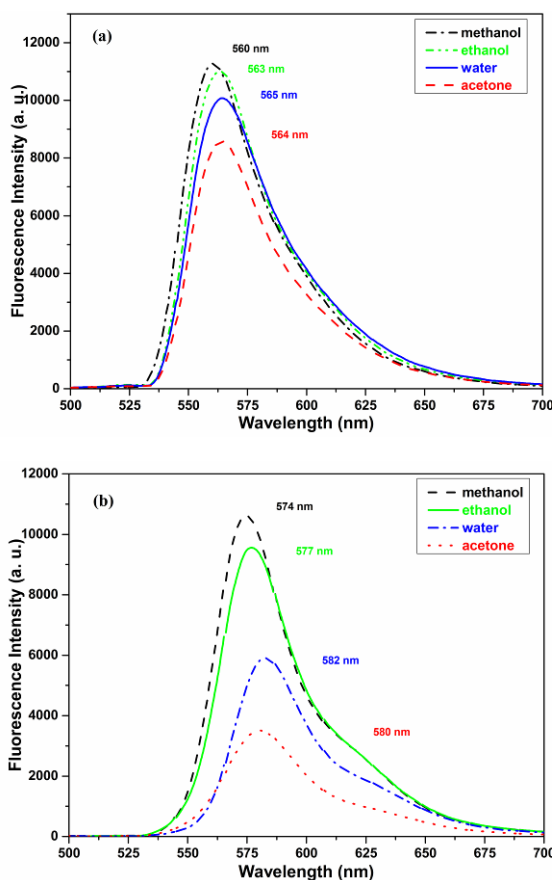 (a)
560 nm
563 nm
565 nm
564 nm
methanol
ethanol
water
acetone
Fluorescence Intensity (a. u.)
12000
10000
8000
6000
4000
2000
0
500 525 550 575 600 625 650 675 700
Wavelength (nm)
(b)
574 nm
577 nm
582 nm
580 nm
methanol
ethanol
water
acetone
Fluorescence Intensity (a. u.)
12000
10000
8000
6000
4000
2000
0
500 525 550 575 600 625 650 675 700
Wavelength (nm)